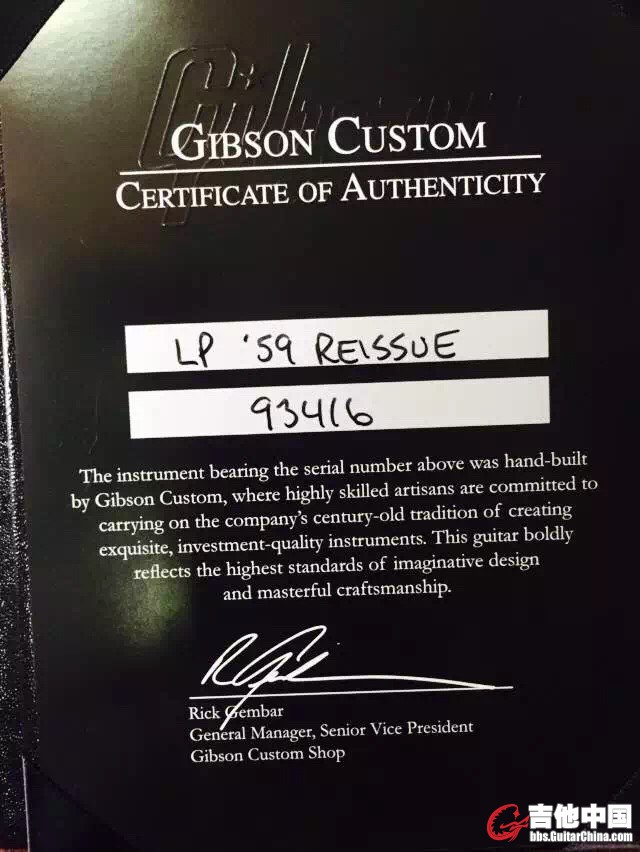 Gibson
GIBSON CUSTOM
CERTIFICATE OF AUTHENTICITY
LP '59 REISSUE
93416
The instrument bearing the serial number above was hand-built
by Gibson Custom, where highly skilled artisans are committed to
carrying on the company's century-old tradition of creating
exquisite, investment-quality instruments. This guitar boldly
reflects the highest standards of imaginative design
and masterful craftsmanship.
Rick Gembar
General Manager, Senior Vice President
Gibson Custom Shop
吉他中国
bbs.GuitarChina.com